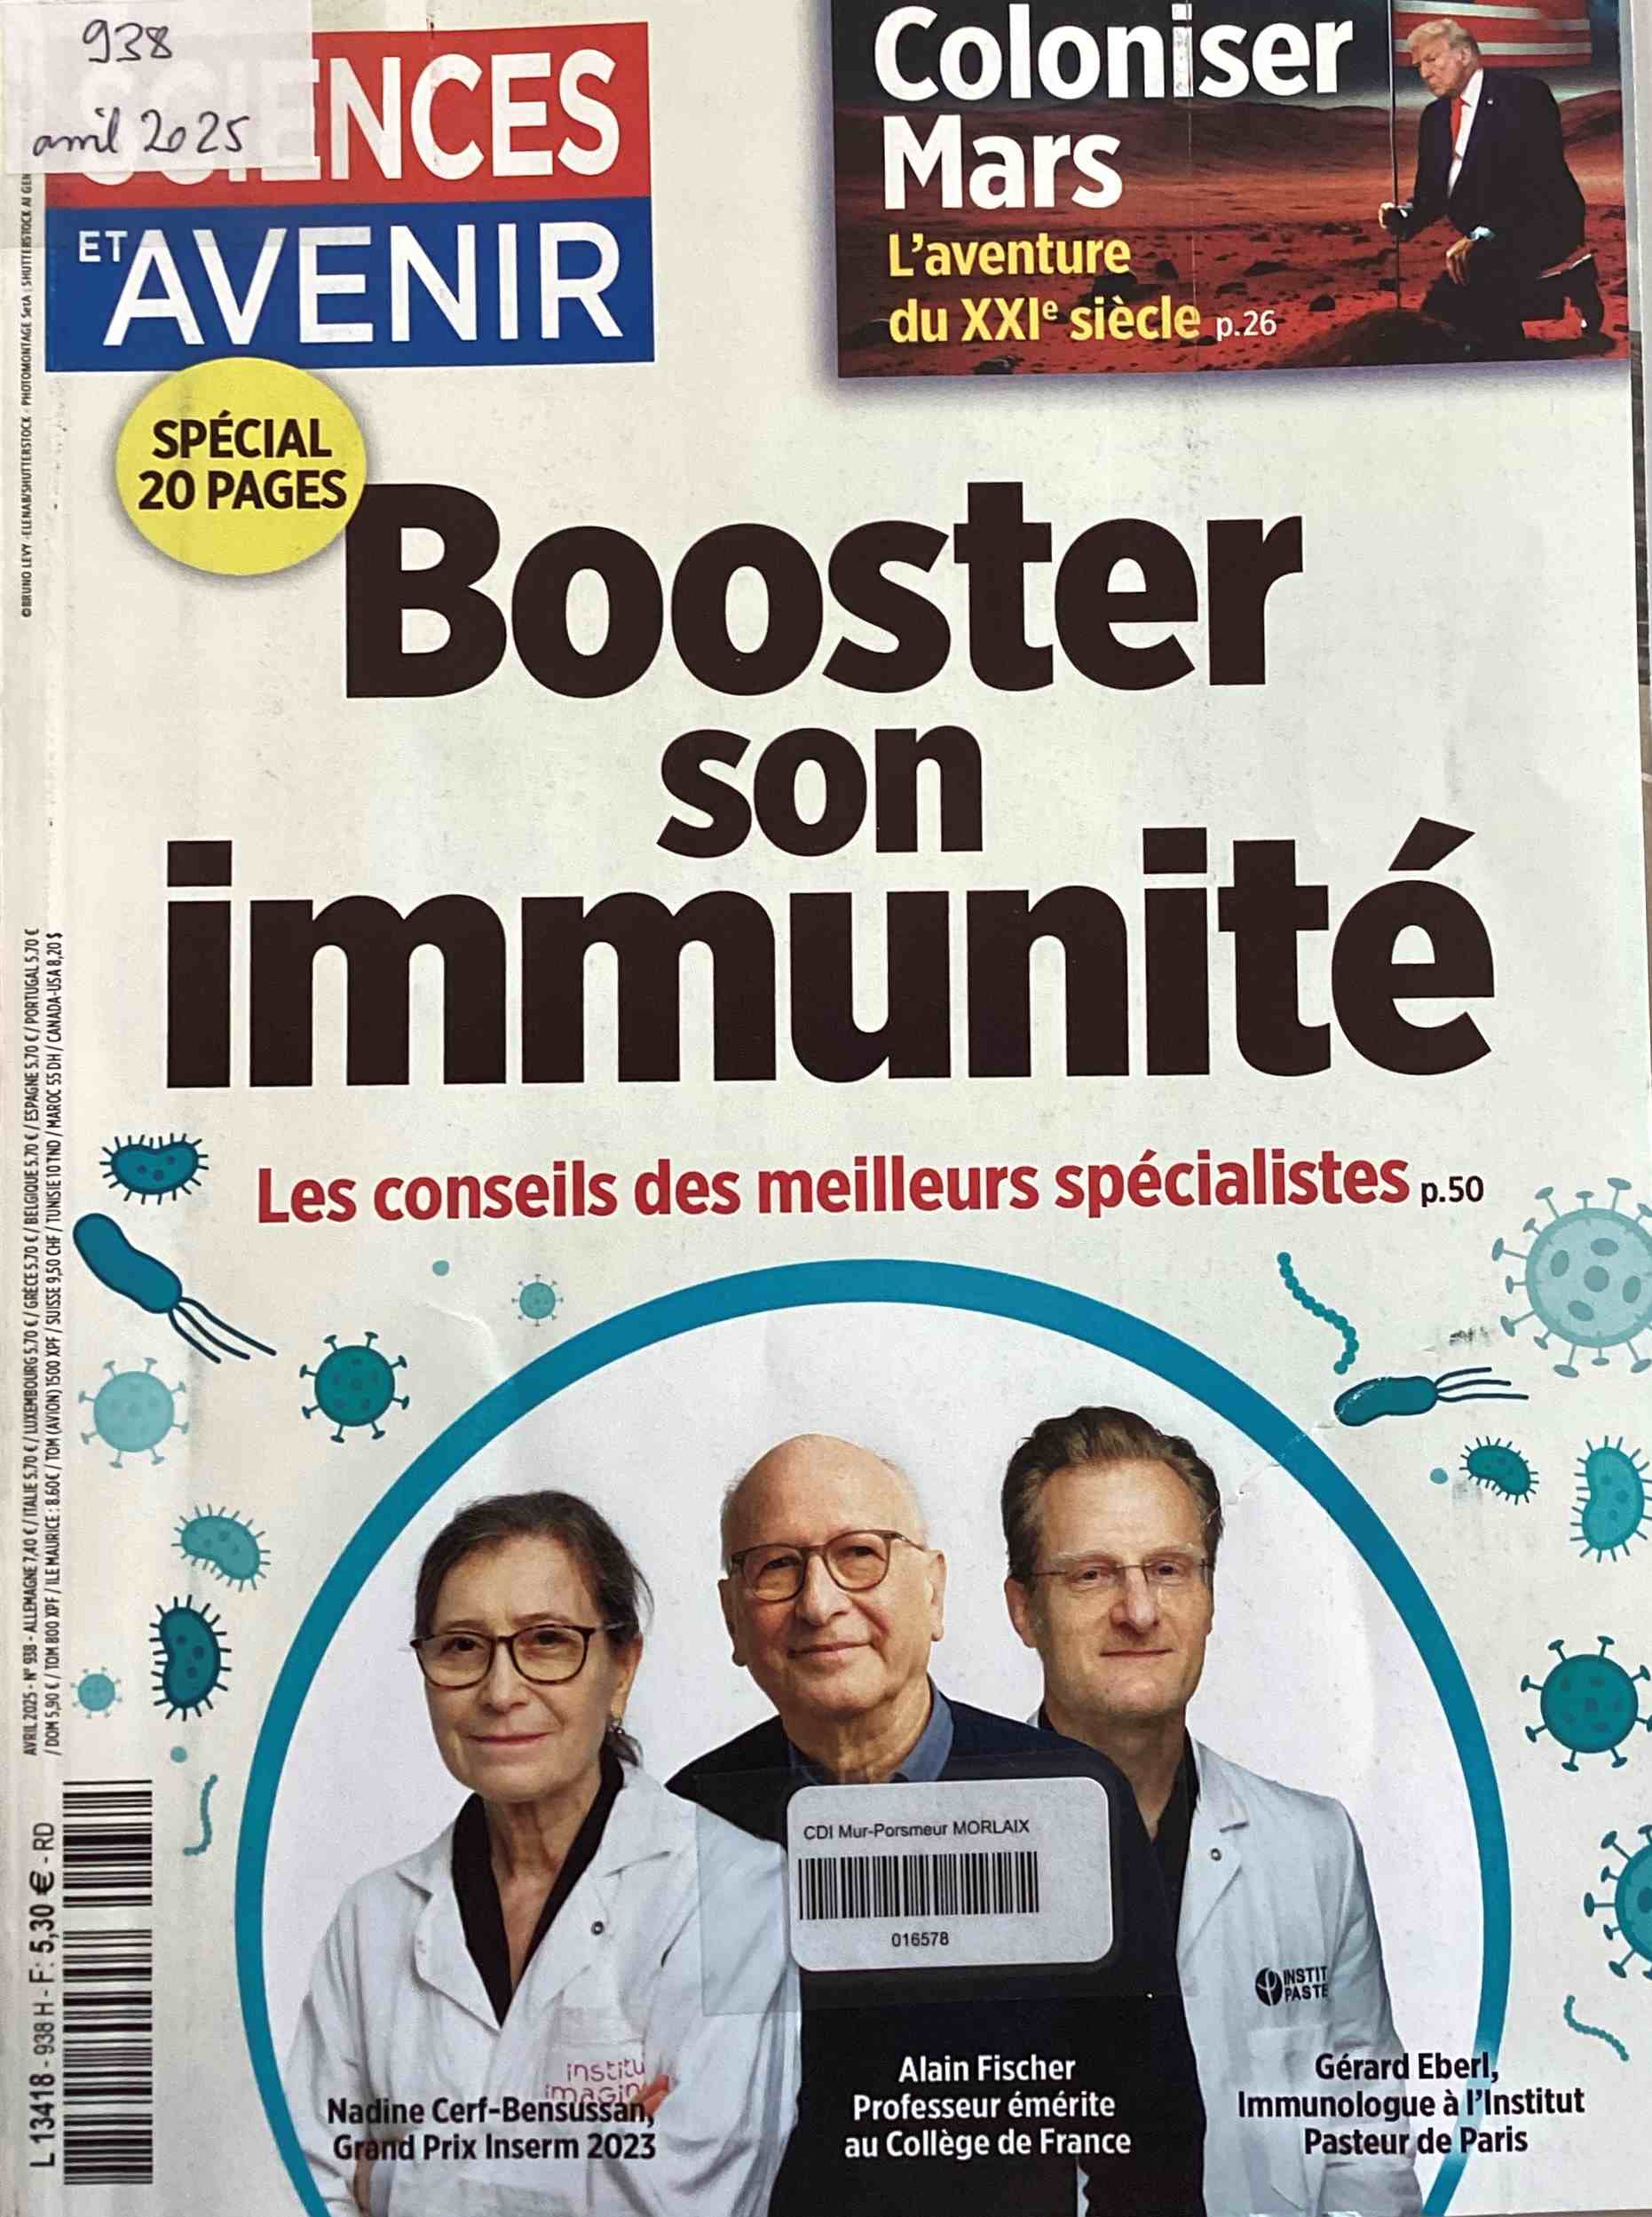 938
avril 2025
SCIENCES
ET AVENIR
Coloniser
Mars
L'aventure
du XXIe siècle p.26
SPÉCIAL
20 PAGES
Booster
son
immunité
Les conseils des meilleurs spécialistes p.50
©BRUNO LEVY - ELENAB/SHUTTERSTOCK - PHOTOMONTAGE SetA : SHUTTERSTOCK AI GEN
AVRIL 2025 - N° 938 - ALLEMAGNE 7,40 € / ITALIE 5.70 € / LUXEMBOURG 5.70 € / GRÈCE 5.70 € / BELGIQUE 5.70 € / ESPAGNE 5.70 € / PORTUGAL 5.70 €
/ DOM 5,90 € / TOM 800 XPF / ILE MAURICE : 8.60€ / TOM (AVION) 1500 XPF / SUISSE 9,50 CHF / TUNISIE 10 TND / MAROC 55 DH / CANADA-USA 8,20 $
L 13418 - 938 H - F: 5,30 € - RD
CDI Mur-Porsmeur MORLAIX
016578
INSTIT
PASTE
institu
imagin
Nadine Cerf-Bensussan,
Grand Prix Inserm 2023
Alain Fischer
Professeur émérite
au Collège de France
Gérard Eberl,
Immunologue à l'Institut
Pasteur de Paris